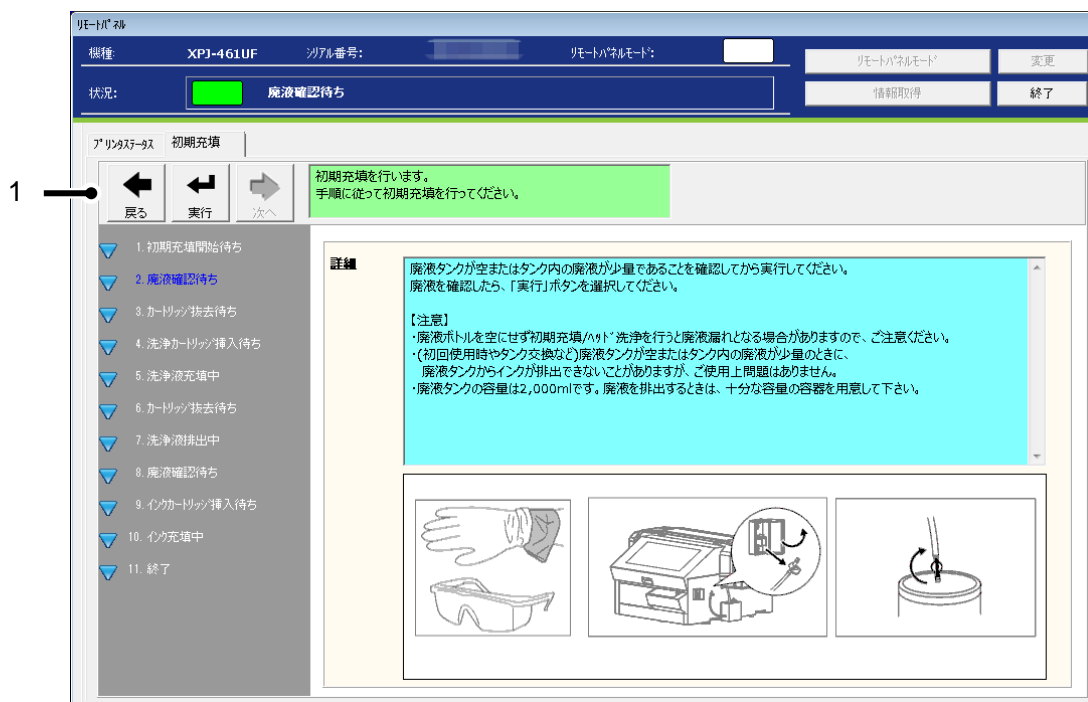 リモートパネル
機種: XPJ-461UF シリアル番号: リモートパネルモード: リモートパネルモード 変更
状況: 廃液確認待ち 情報取得 終了
プリンタステータス 初期充填
1
戻る 実行 次へ
初期充填を行います。
手順に従って初期充填を行ってください。
1. 初期充填開始待ち
2. 廃液確認待ち
3. カートリッジ抜去待ち
4. 洗浄カートリッジ挿入待ち
5. 洗浄液充填中
6. カートリッジ抜去待ち
7. 洗浄液排出中
8. 廃液確認待ち
9. インクカートリッジ挿入待ち
10. インク充填中
11. 終了
詳細
廃液タンクが空またはタンク内の廃液が少量であることを確認してから実行してください。
廃液を確認したら、「実行」ボタンを選択してください。
【注意】
・廃液ボトルを空にせず初期充填/ヘッド洗浄を行うと廃液漏れとなる場合がありますので、ご注意ください。
・(初回使用時やタンク交換など)廃液タンクが空またはタンク内の廃液が少量のときに、
廃液タンクからインクが排出できないことがありますが、ご使用上問題はありません。
・廃液タンクの容量は2,000mlです。廃液を排出するときは、十分な容量の容器を用意して下さい。